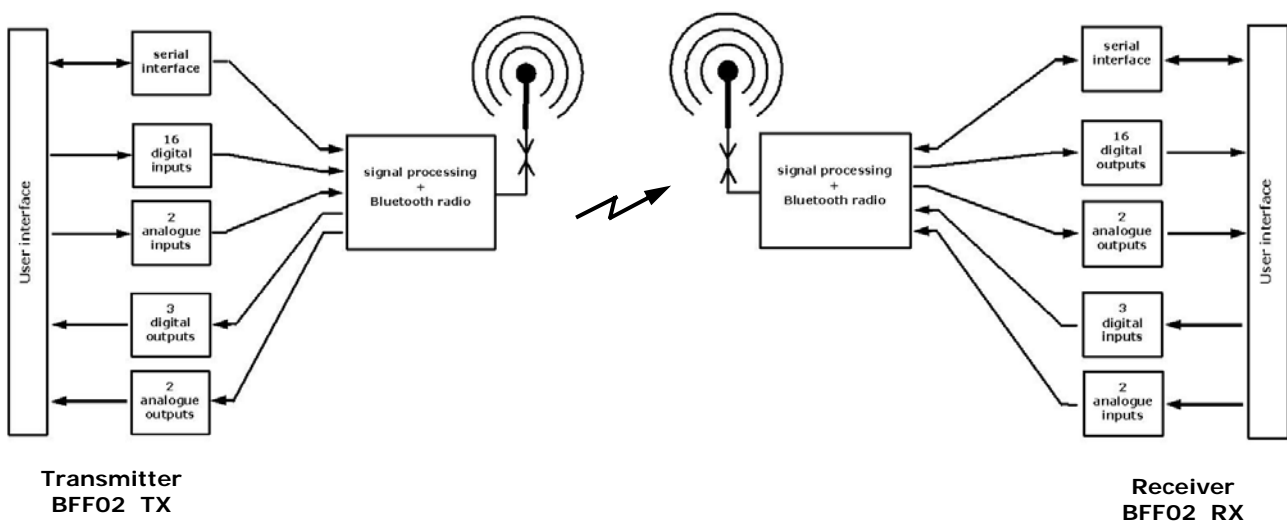 User interface
serial
interface
16
digital
inputs
2
analogue
inputs
3
digital
outputs
2
analogue
outputs
signal processing
+
Bluetooth radio
Transmitter
BFF02 TX
signal processing
+
Bluetooth radio
serial
interface
16
digital
outputs
2
analogue
outputs
3
digital
inputs
2
analogue
inputs
User interface
Receiver
BFF02 RX